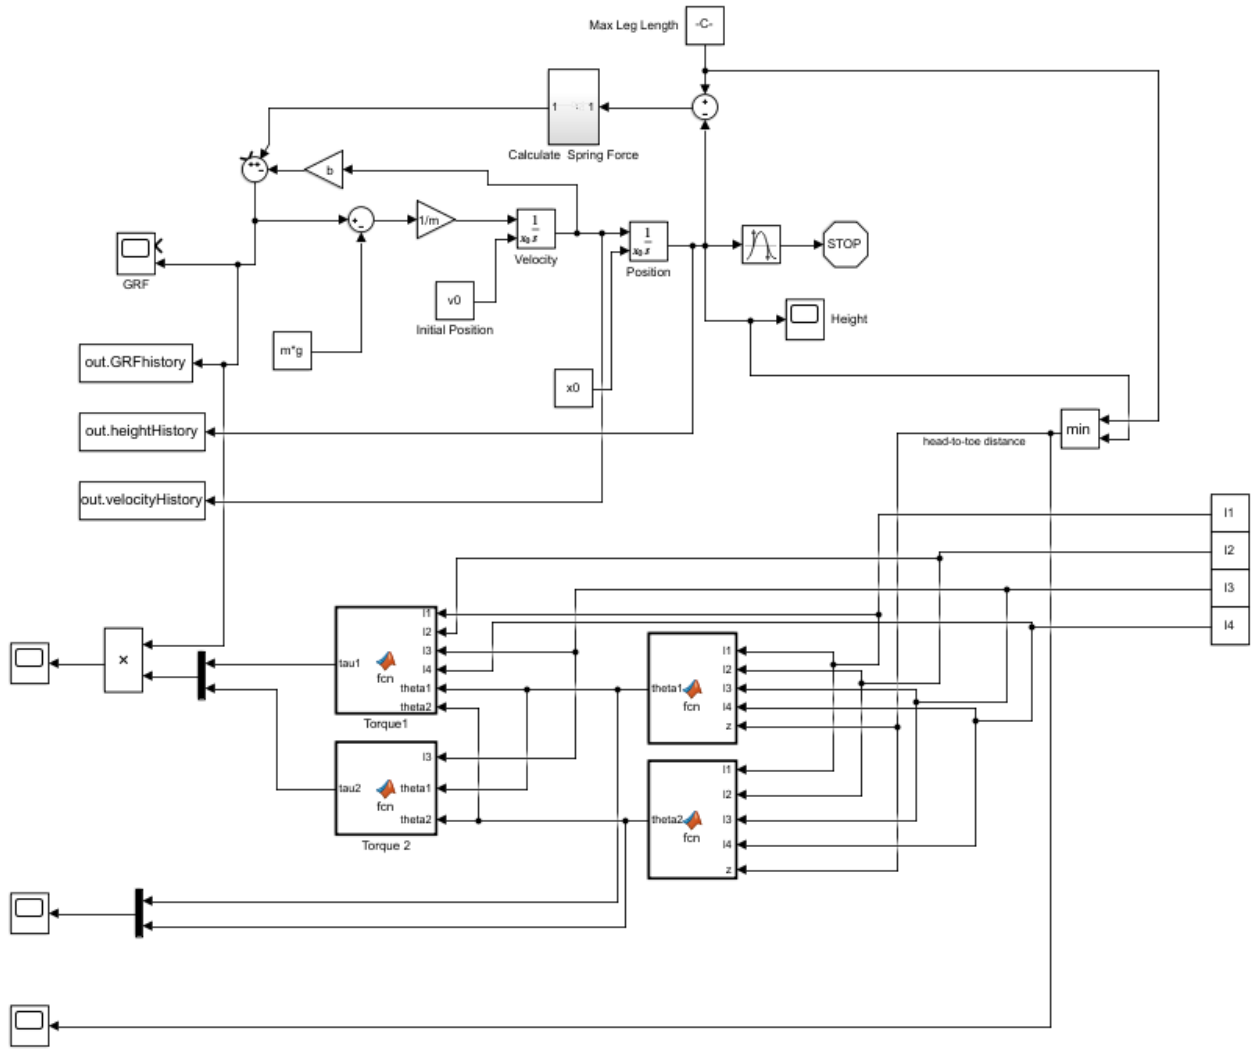 Max Leg Length
-C-
+
-
1 1
Calculate Spring Force
++-
b
+
-
1/m
1
x₀ s
Velocity
1
x₀ s
Position
STOP
GRF
v0
Initial Position
Height
m*g
out.GRFhistory
x0
out.heightHistory
min
head-to-toe distance
out.velocityHistory
l1
l2
l3
l4
×
tau1
fcn
l1
l2
l3
l4
theta1
theta2
Torque1
theta1
fcn
l1
l2
l3
l4
z
tau2
fcn
l3
theta1
theta2
Torque 2
theta2
fcn
l1
l2
l3
l4
z